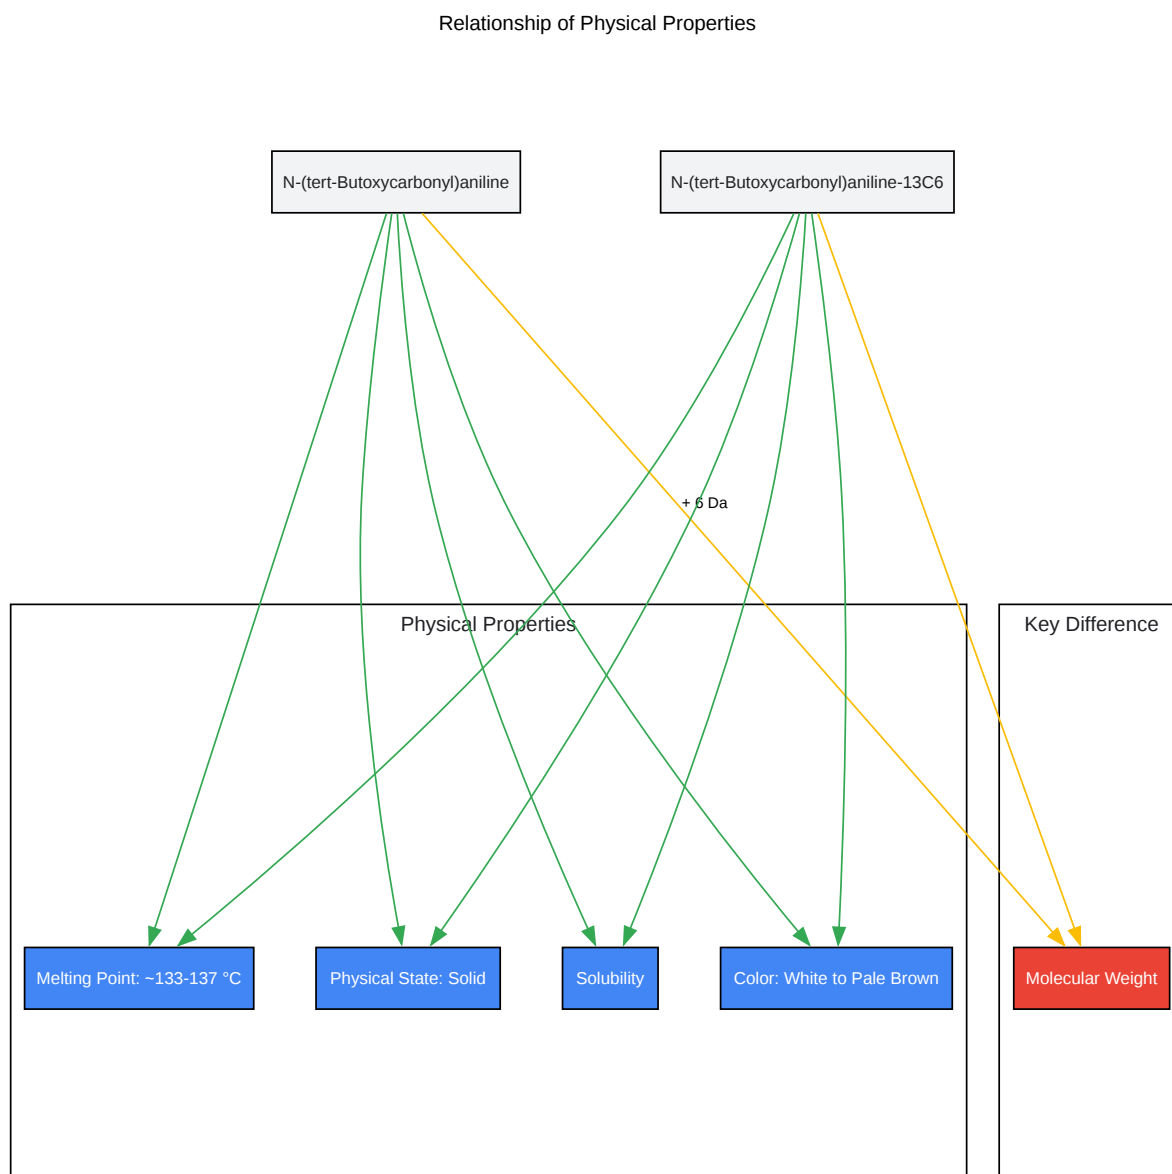 Relationship of Physical Properties
N-(tert-Butoxycarbonyl)aniline
N-(tert-Butoxycarbonyl)aniline-13C6
+ 6 Da
Physical Properties
Key Difference
Melting Point: ~133-137 °C
Physical State: Solid
Solubility
Color: White to Pale Brown
Molecular Weight